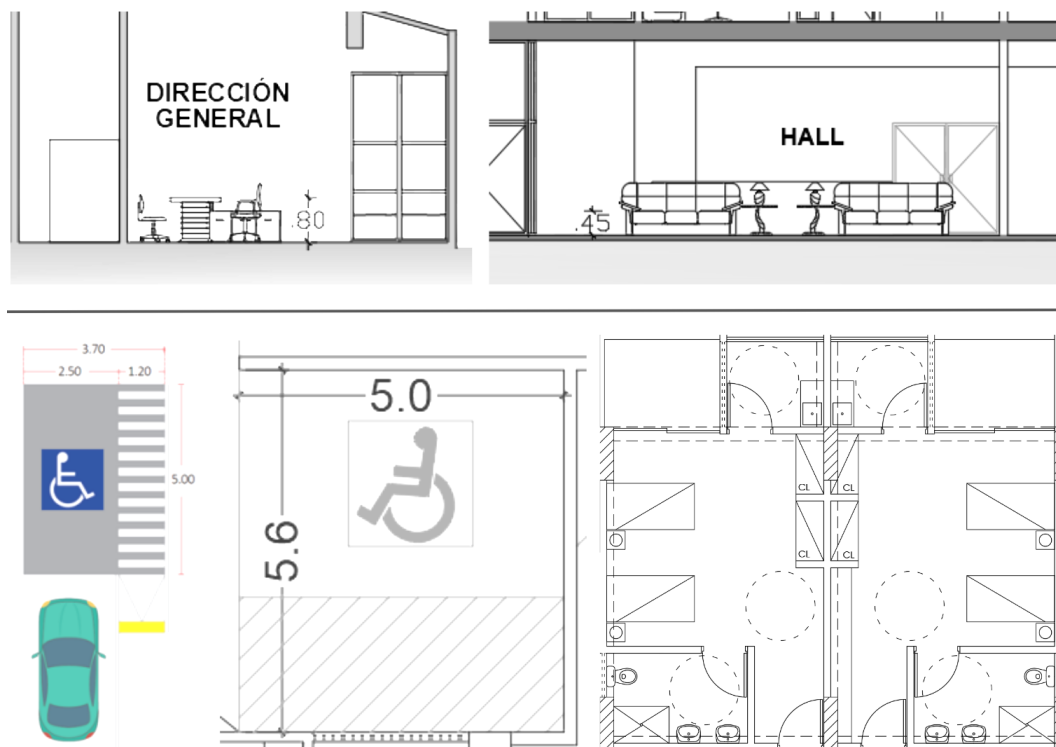 DIRECCIÓN
GENERAL
.80
HALL
.45
3.70
2.50
1.20
5.00
5.0
5.6
CL
CL
CL
CL